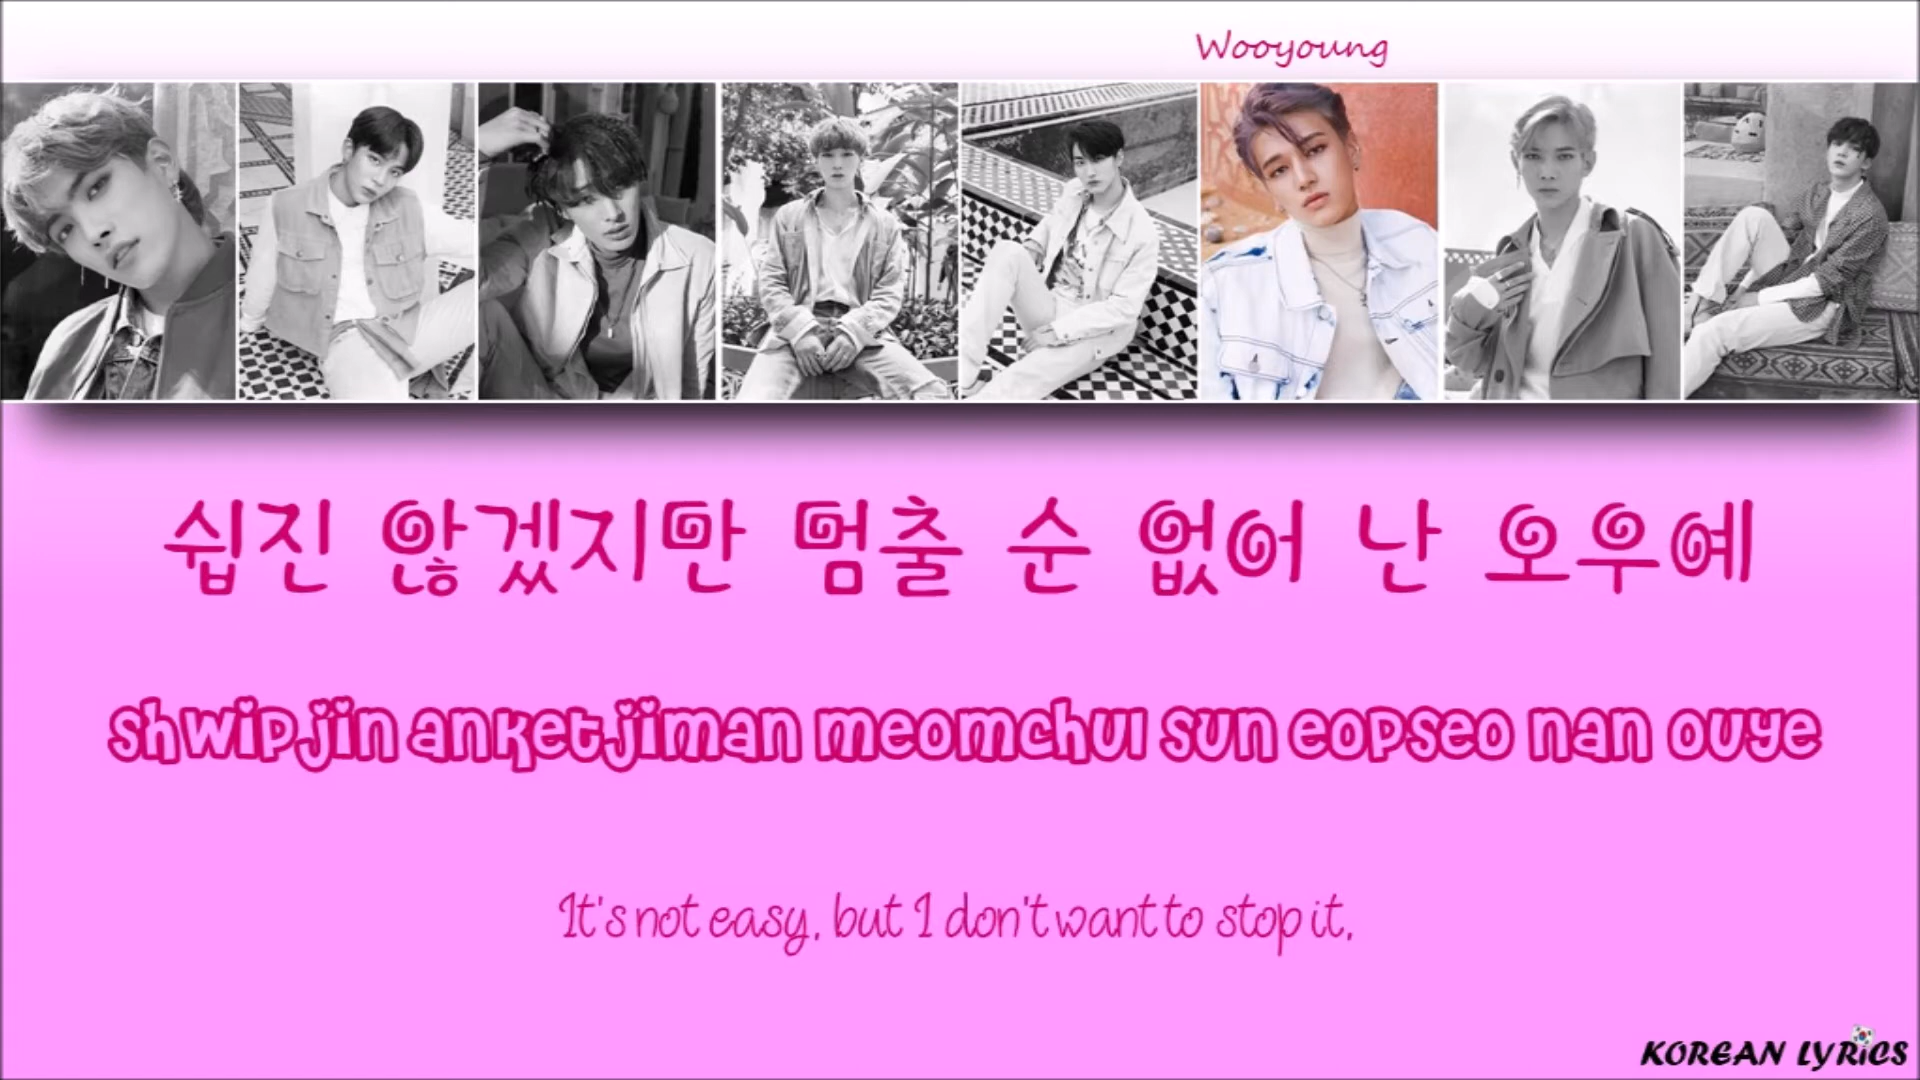 Wooyoung
쉽진 않겠지만 멈출 순 없어 난 오우예
shwipjin anketjiman meomchul sun eopseo nan ouye
It's not easy, but I don't want to stop it.
KOREAN LYRICS